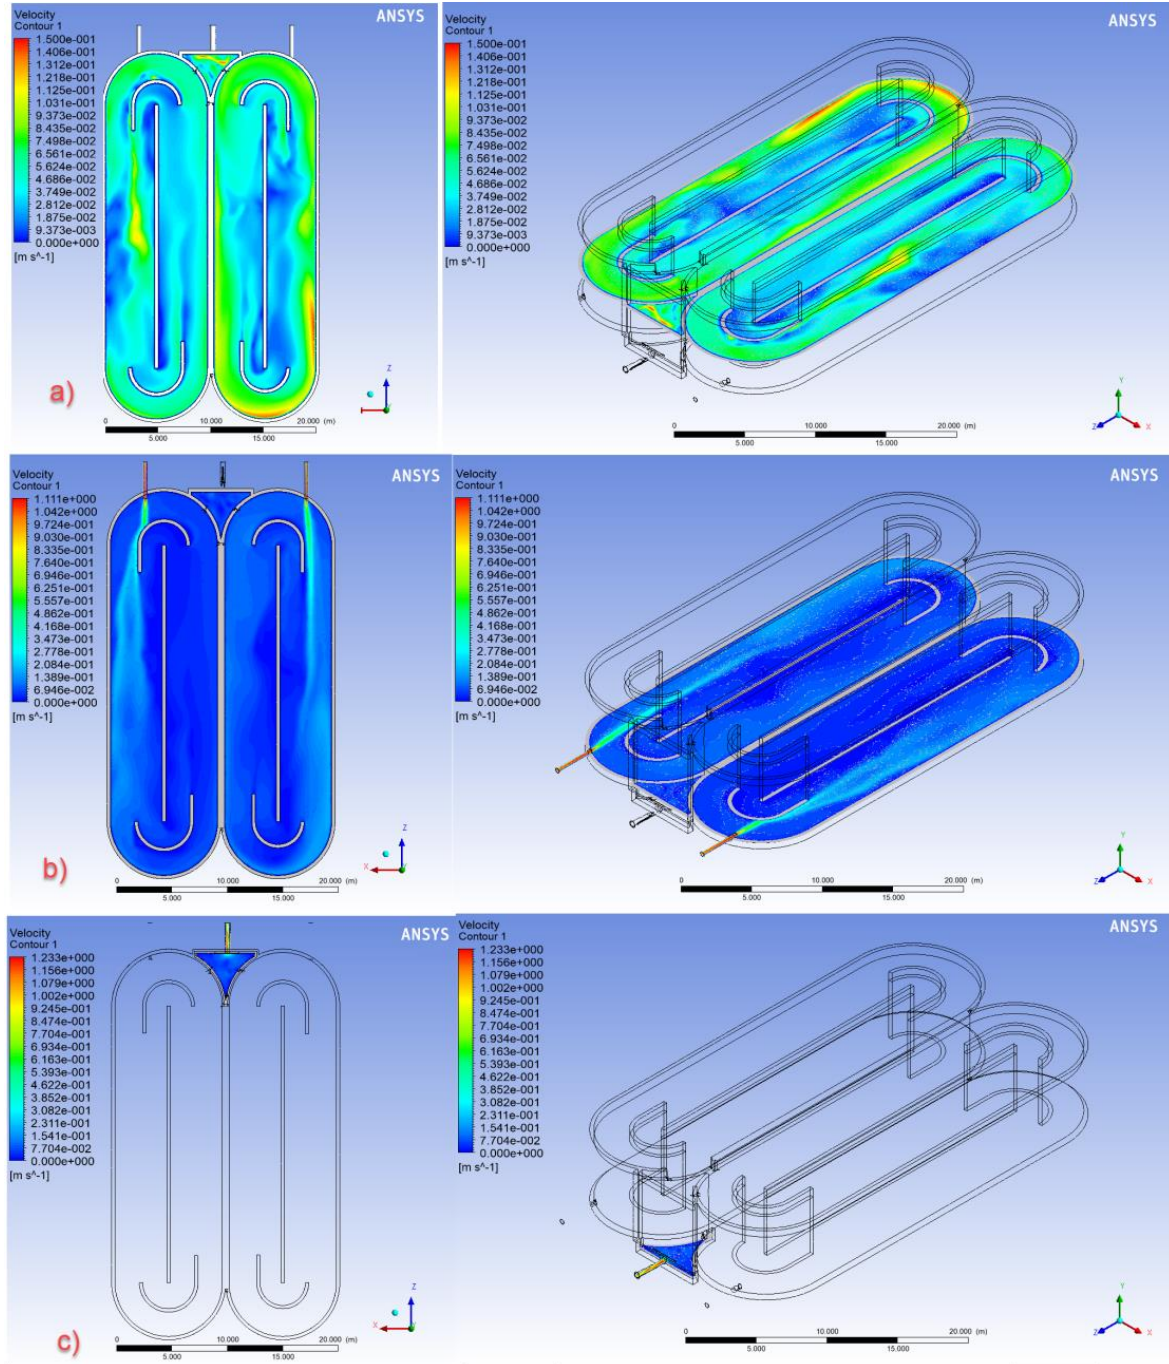 Velocity
Contour 1
1.500e-001
1.406e-001
1.312e-001
1.218e-001
1.125e-001
1.031e-001
9.373e-002
8.435e-002
7.498e-002
6.561e-002
5.624e-002
4.686e-002
3.749e-002
2.812e-002
1.875e-002
9.373e-003
0.000e+000
[m s^-1]
ANSYS
a)
Z
Y
0 10.000 20.000 (m)
5.000 15.000
Velocity
Contour 1
1.500e-001
1.406e-001
1.312e-001
1.218e-001
1.125e-001
1.031e-001
9.373e-002
8.435e-002
7.498e-002
6.561e-002
5.624e-002
4.686e-002
3.749e-002
2.812e-002
1.875e-002
9.373e-003
0.000e+000
[m s^-1]
ANSYS
Y
Z X
0 10.000 20.000 (m)
5.000 15.000
Velocity
Contour 1
1.111e+000
1.042e+000
9.724e-001
9.030e-001
8.335e-001
7.640e-001
6.946e-001
6.251e-001
5.557e-001
4.862e-001
4.168e-001
3.473e-001
2.778e-001
2.084e-001
1.389e-001
6.946e-002
0.000e+000
[m s^-1]
ANSYS
b)
Z
X Y
0 10.000 20.000 (m)
5.000 15.000
Velocity
Contour 1
1.111e+000
1.042e+000
9.724e-001
9.030e-001
8.335e-001
7.640e-001
6.946e-001
6.251e-001
5.557e-001
4.862e-001
4.168e-001
3.473e-001
2.778e-001
2.084e-001
1.389e-001
6.946e-002
0.000e+000
[m s^-1]
ANSYS
Y
Z X
0 10.000 20.000 (m)
5.000 15.000
Velocity
Contour 1
1.233e+000
1.156e+000
1.079e+000
1.002e+000
9.245e-001
8.474e-001
7.704e-001
6.934e-001
6.163e-001
5.393e-001
4.622e-001
3.852e-001
3.082e-001
2.311e-001
1.541e-001
7.704e-002
0.000e+000
[m s^-1]
ANSYS
c)
Z
X Y
0 10.000 20.000 (m)
5.000 15.000
Velocity
Contour 1
1.233e+000
1.156e+000
1.079e+000
1.002e+000
9.245e-001
8.474e-001
7.704e-001
6.934e-001
6.163e-001
5.393e-001
4.622e-001
3.852e-001
3.082e-001
2.311e-001
1.541e-001
7.704e-002
0.000e+000
[m s^-1]
ANSYS
Y
Z X
0 10.000 20.000 (m)
5.000 15.000